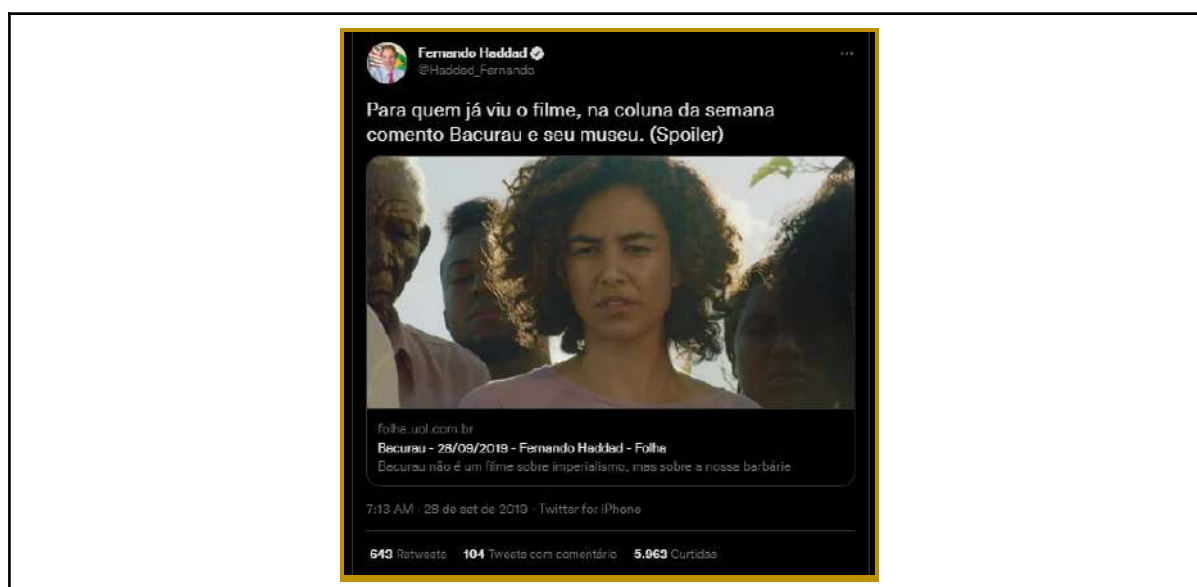 Fernando Haddad
@Haddad_Fernando
Para quem já viu o filme, na coluna da semana
comento Bacurau e seu museu. (Spoiler)
folha.uol.com.br
Bacurau - 28/09/2019 - Fernando Haddad - Folha
Bacurau não é um filme sobre imperialismo, mas sobre a nossa barbárie
7:13 AM · 28 de set de 2019 · Twitter for iPhone
643 Retweets 104 Tweets com comentário 5.963 Curtidas